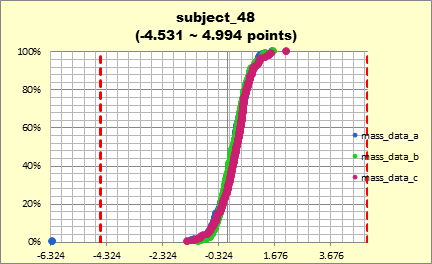 subject_48
(-4.531 ~ 4.994 points)
100%
80%
60%
40%
20%
0%
mass_data_a
mass_data_b
mass_data_c
-6.324 -4.324 -2.324 -0.324 1.676 3.676